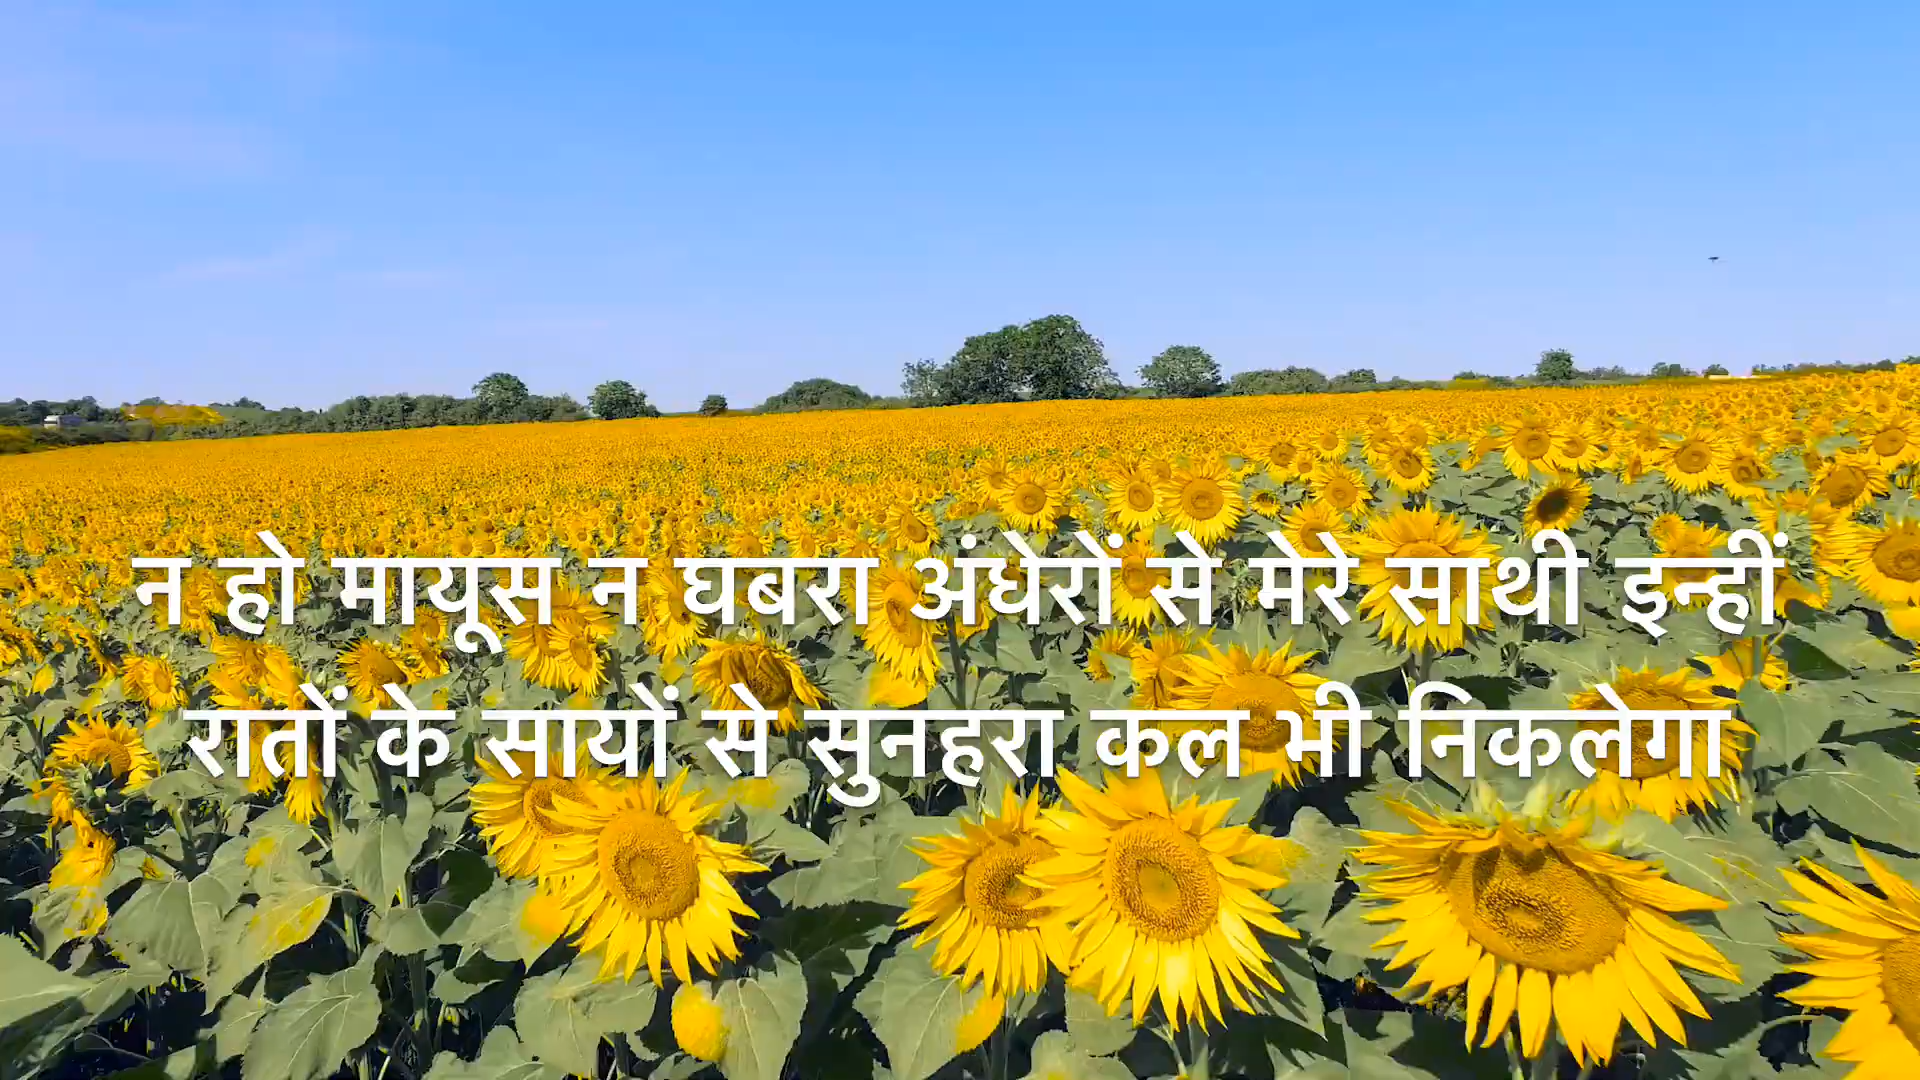 न हो मायूस न घबरा अंधेरों से मेरे साथी इन्हीं
रातों के सायों से सुनहरा कल भी निकलेगा